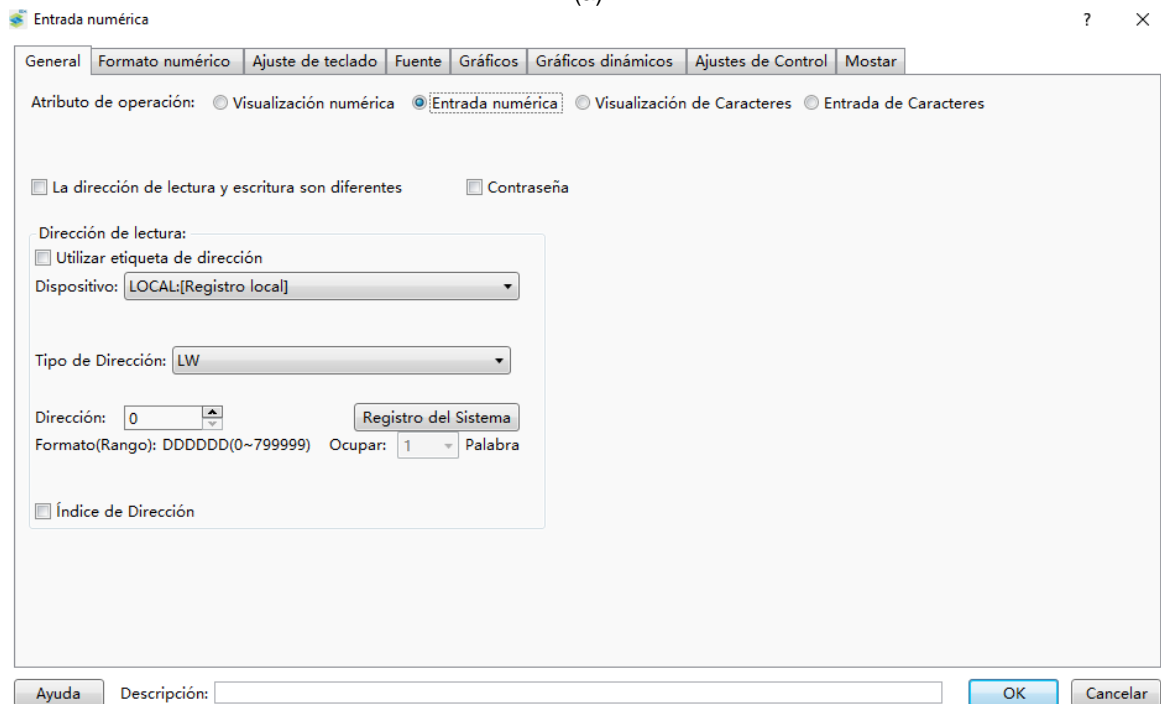 (a)
Entrada numérica ? ×
General Formato numérico Ajuste de teclado Fuente Gráficos Gráficos dinámicos Ajustes de Control Mostar
Atributo de operación: Visualización numérica Entrada numérica Visualización de Caracteres Entrada de Caracteres
La dirección de lectura y escritura son diferentes Contraseña
Dirección de lectura:
Utilizar etiqueta de dirección
Dispositivo: LOCAL:[Registro local]
Tipo de Dirección: LW
Dirección: 0 Registro del Sistema
Formato(Rango): DDDDDD(0~799999) Ocupar: 1 Palabra
Índice de Dirección
Ayuda Descripción: OK Cancelar